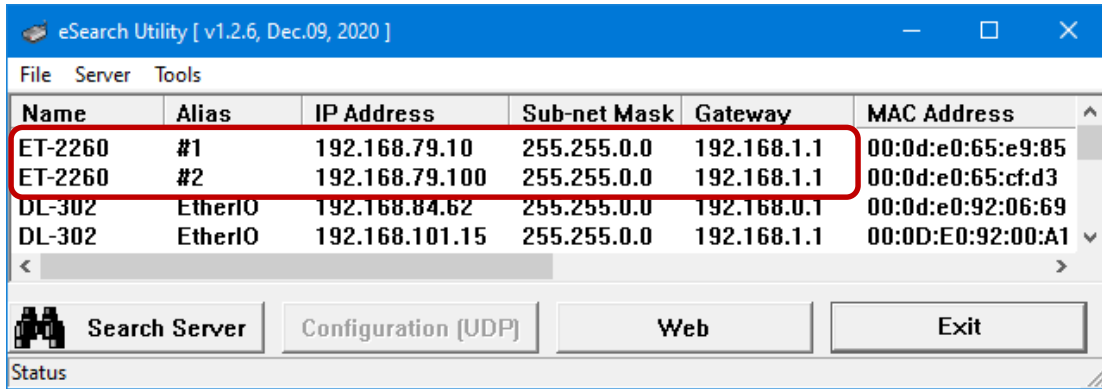 eSearch Utility [ v1.2.6, Dec.09, 2020 ]
File Server Tools
Name Alias IP Address Sub-net Mask Gateway MAC Address
ET-2260 #1 192.168.79.10 255.255.0.0 192.168.1.1 00:0d:e0:65:e9:85
ET-2260 #2 192.168.79.100 255.255.0.0 192.168.1.1 00:0d:e0:65:cf:d3
DL-302 EtherIO 192.168.84.62 255.255.0.0 192.168.0.1 00:0d:e0:92:06:69
DL-302 EtherIO 192.168.101.15 255.255.0.0 192.168.1.1 00:0D:E0:92:00:A1
Search Server Configuration (UDP) Web Exit
Status